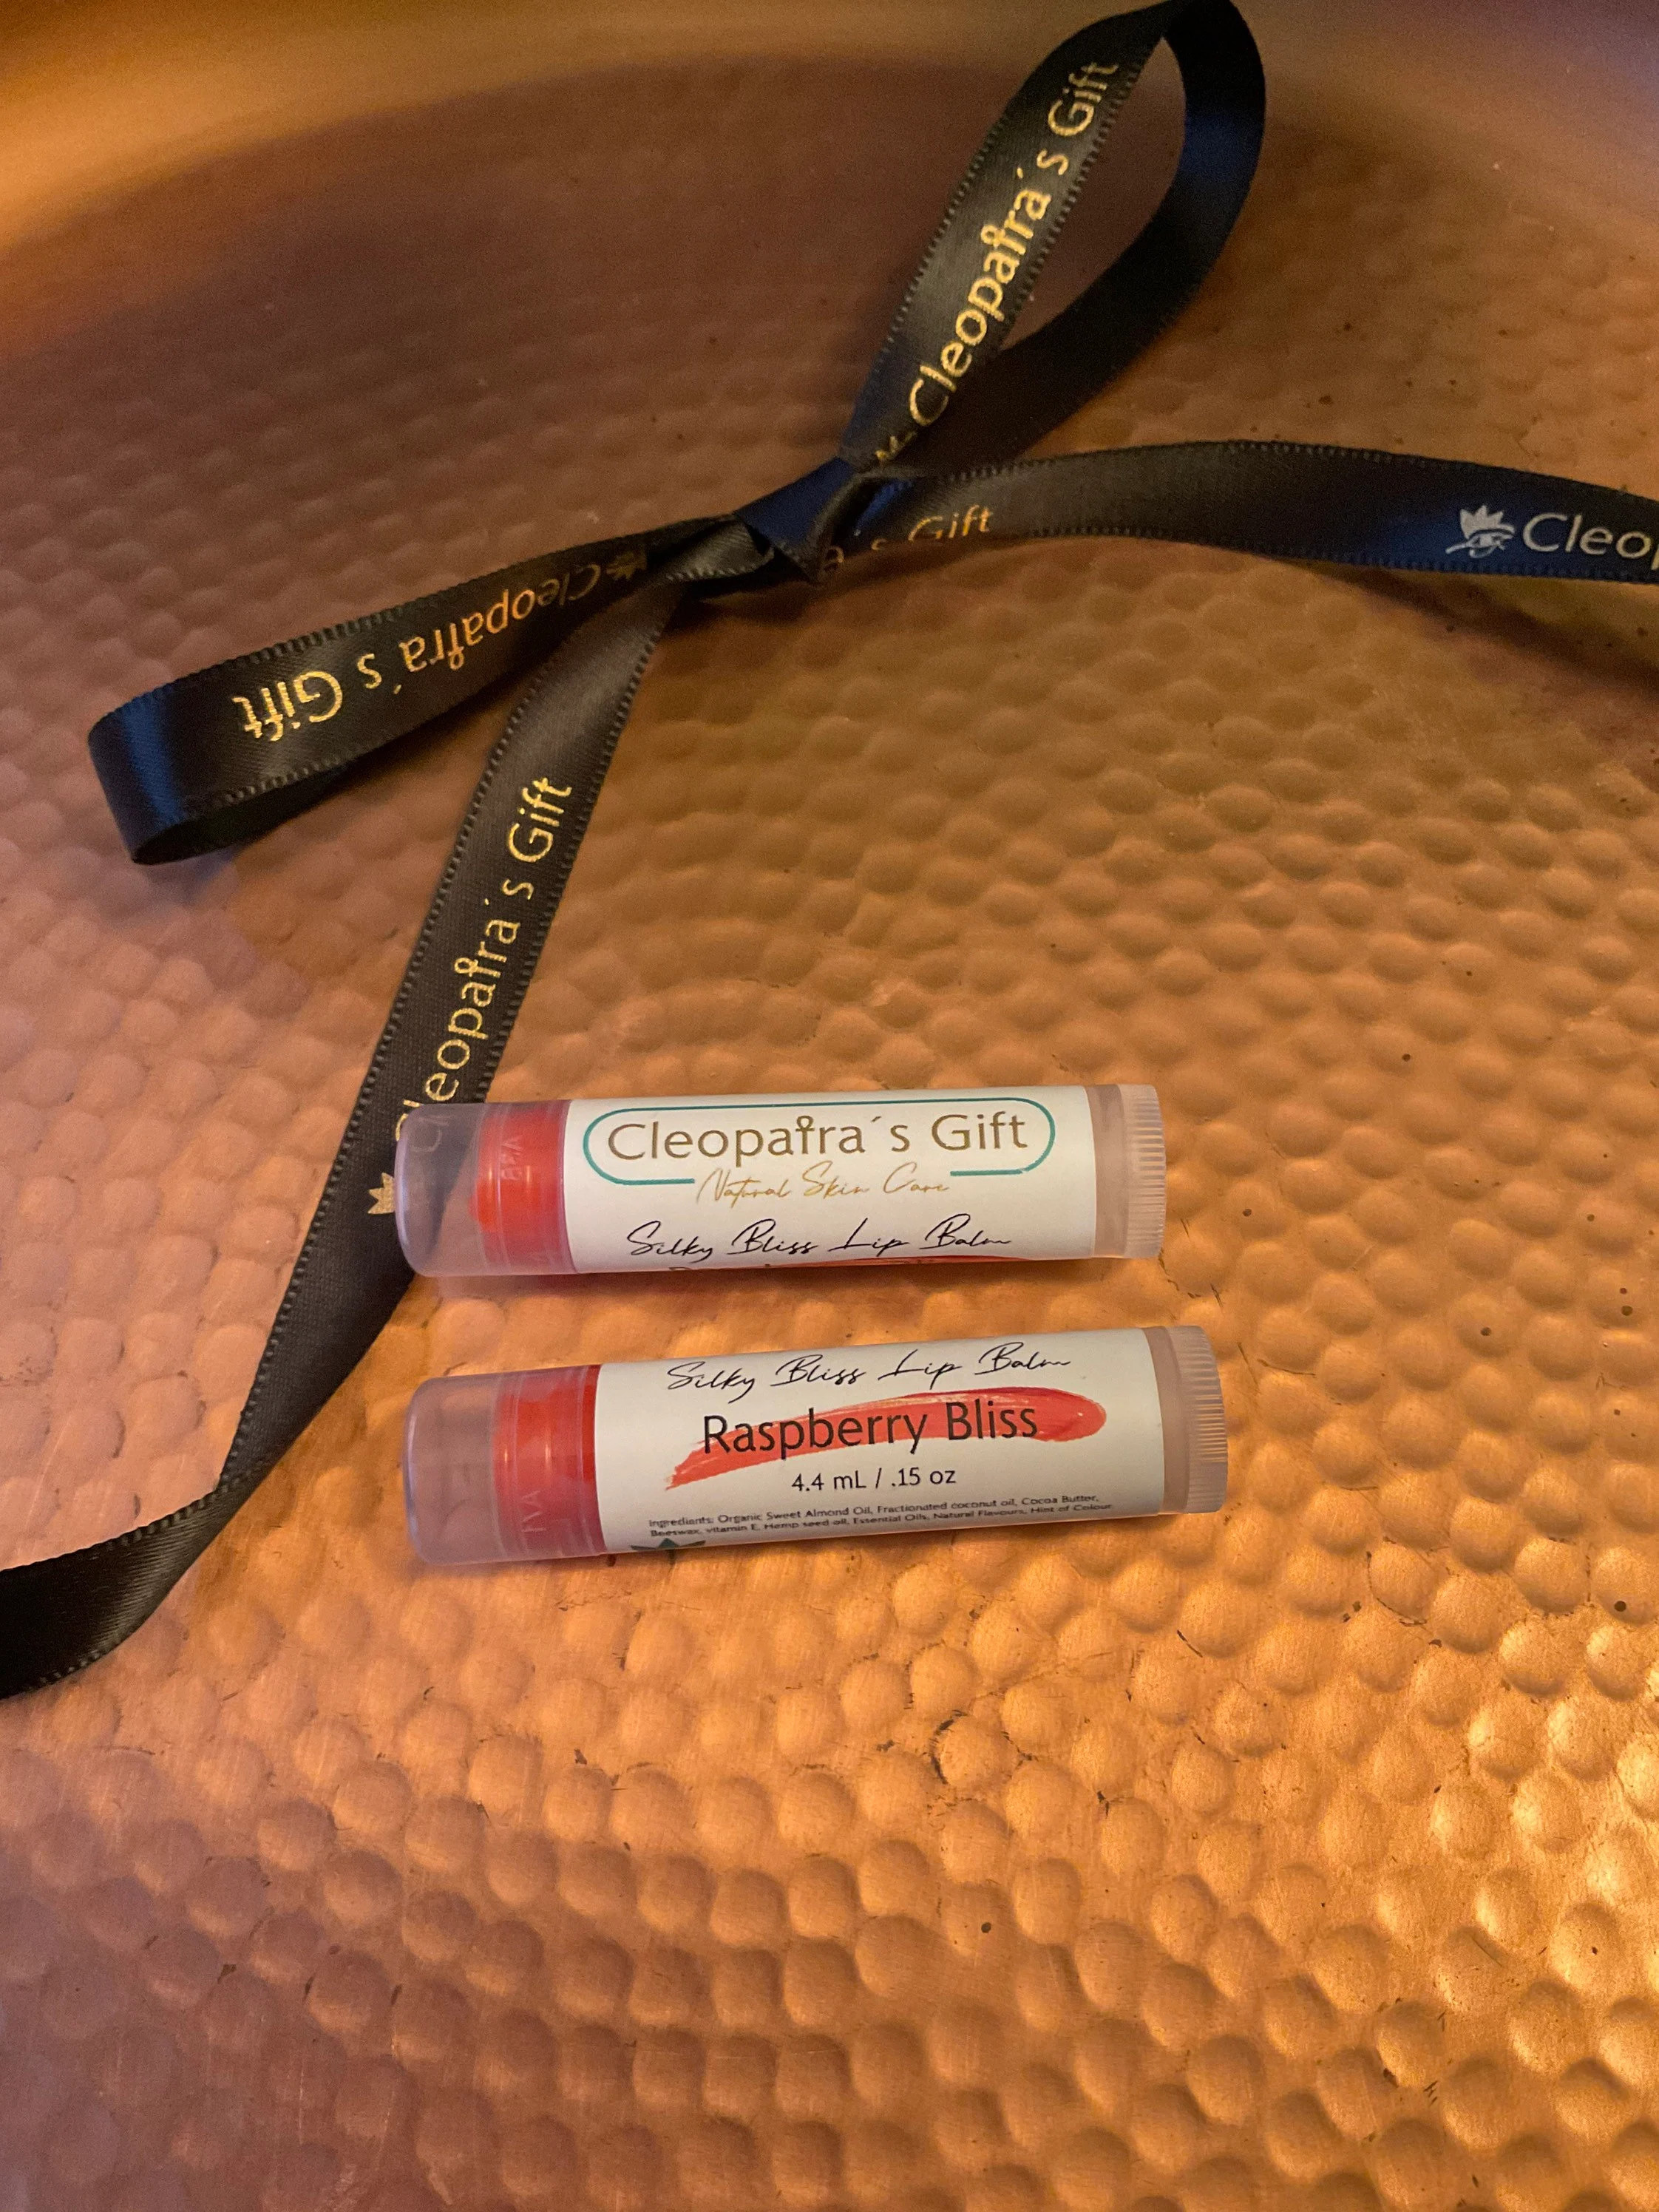 Cleopatra´s Gift
Cleop
´s Gift
Cleopatra´s Gift
Cleopatra´s Gift
Cleopatra´s Gift
Natural Skin Care
Silky Bliss Lip Balm
Silky Bliss Lip Balm
Raspberry Bliss
4.4 mL / .15 oz
Ingrediants: Organic Sweet Almond Oil, Fractionated coconut oil, Cocoa Butter,
Beeswax, vitamin E, Hemp seed oil, Essential Oils, Natural Flavours, Hint of Colour.